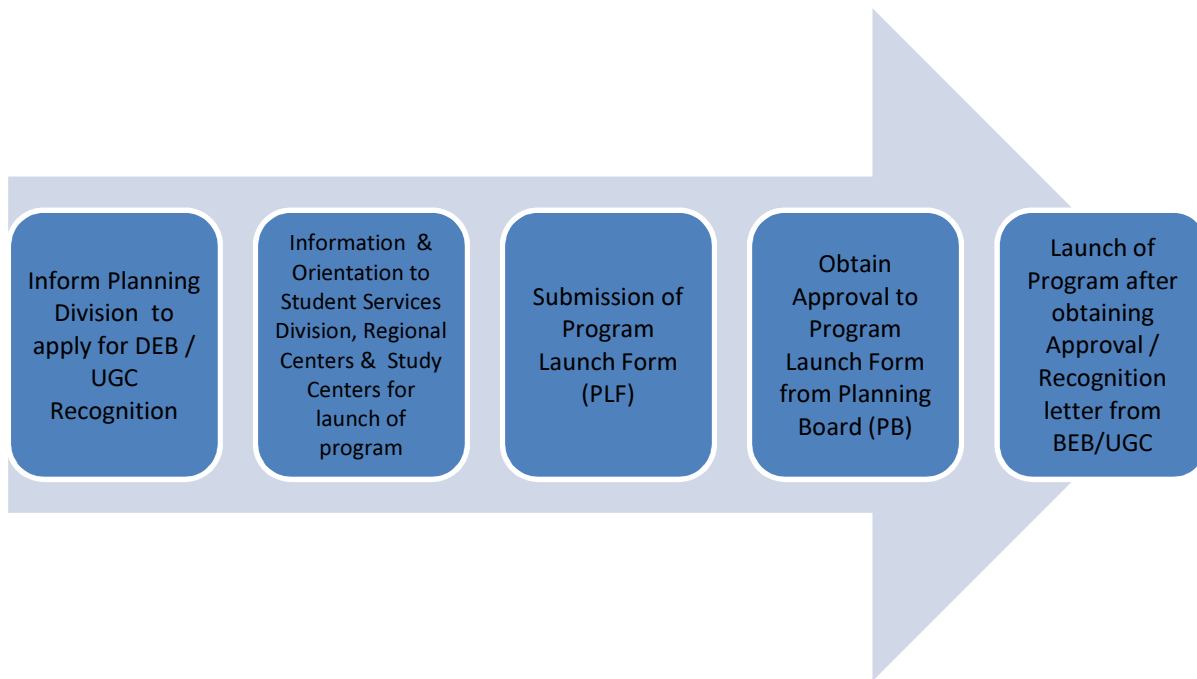 Inform Planning
Division to
apply for DEB /
UGC
Recognition
Information &
Orientation to
Student Services
Division, Regional
Centers & Study
Centers for
launch of
program
Submission of
Program
Launch Form
(PLF)
Obtain
Approval to
Program
Launch Form
from Planning
Board (PB)
Launch of
Program after
obtaining
Approval /
Recognition
letter from
BEB/UGC